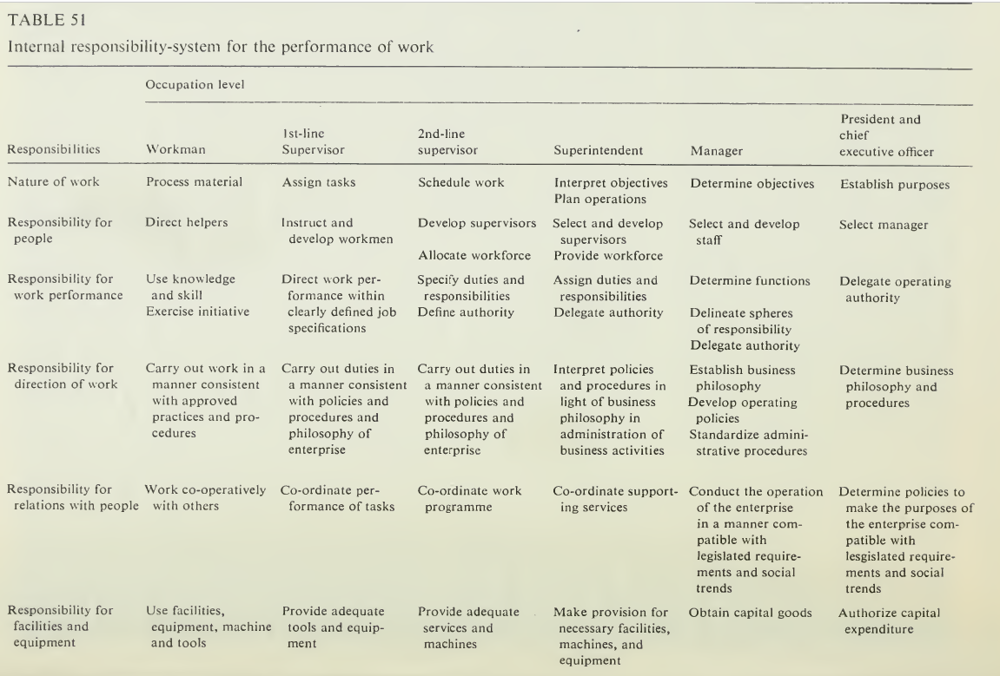 TABLE 51
Internal responsibility-system for the performance of work
Occupation level
Responsibilities
Workman
1st-line
Supervisor
2nd-line
supervisor
Superintendent
Manager
President and
chief
executive officer
Nature of work
Process material
Assign tasks
Schedule work
Interpret objectives
Plan operations
Determine objectives
Establish purposes
Responsibility for
people
Direct helpers
Instruct and
develop workmen
Develop supervisors
Allocate workforce
Select and develop
supervisors
Provide workforce
Select and develop
staff
Select manager
Responsibility for
work performance
Use knowledge
and skill
Exercise initiative
Direct work per-
formance within
clearly defined job
specifications
Specify duties and
responsibilities
Define authority
Assign duties and
responsibilities
Delegate authority
Determine functions
Delineate spheres
of responsibility
Delegate authority
Delegate operating
authority
Responsibility for
direction of work
Carry out work in a
manner consistent
with approved
practices and pro-
cedures
Carry out duties in
a manner consistent
with policies and
procedures and
philosophy of
enterprise
Carry out duties in
a manner consistent
with policies and
procedures and
philosophy of
enterprise
Interpret policies
and procedures in
light of business
philosophy in
administration of
business activities
Establish business
philosophy
Develop operating
policies
Standardize admini-
strative procedures
Determine business
philosophy and
procedures
Responsibility for
relations with people
Work co-operatively
with others
Co-ordinate per-
formance of tasks
Co-ordinate work
programme
Co-ordinate support-
ing services
Conduct the operation
of the enterprise
in a manner com-
patible with
legislated require-
ments and social
trends
Determine policies to
make the purposes of
the enterprise com-
patible with
lesgislated require-
ments and social
trends
Responsibility for
facilities and
equipment
Use facilities,
equipment, machine
and tools
Provide adequate
tools and equip-
ment
Provide adequate
services and
machines
Make provision for
necessary facilities,
machines, and
equipment
Obtain capital goods
Authorize capital
expenditure